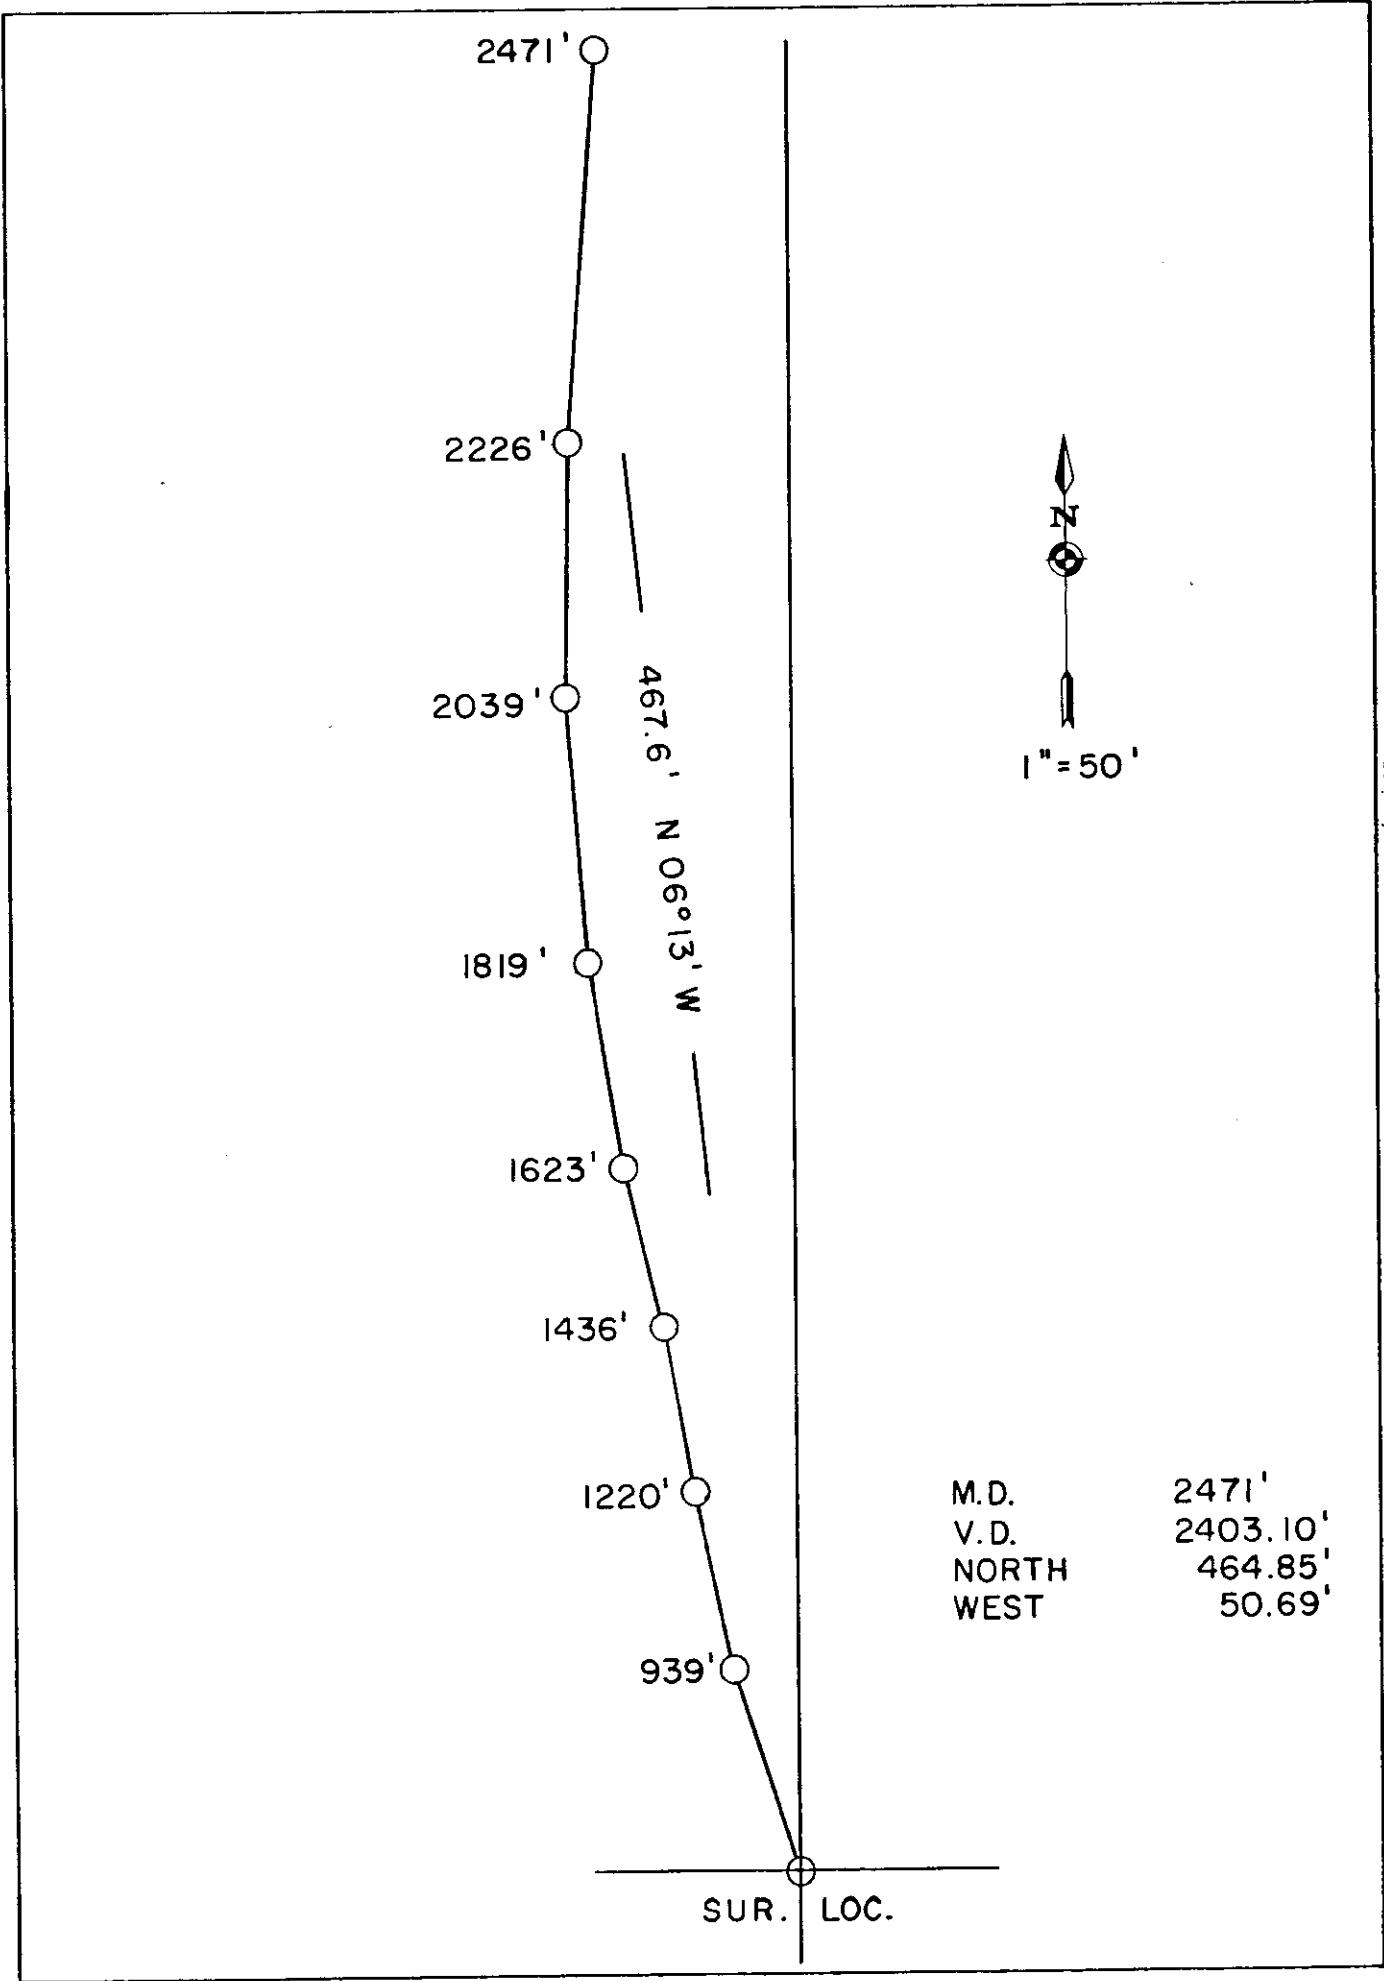 2471'
2226'
N
2039'
467.6' N 06°13' W
1"=50'
1819'
1623'
1436'
1220'
M.D. 2471'
V.D. 2403.10'
NORTH 464.85'
WEST 50.69'
939'
SUR. LOC.